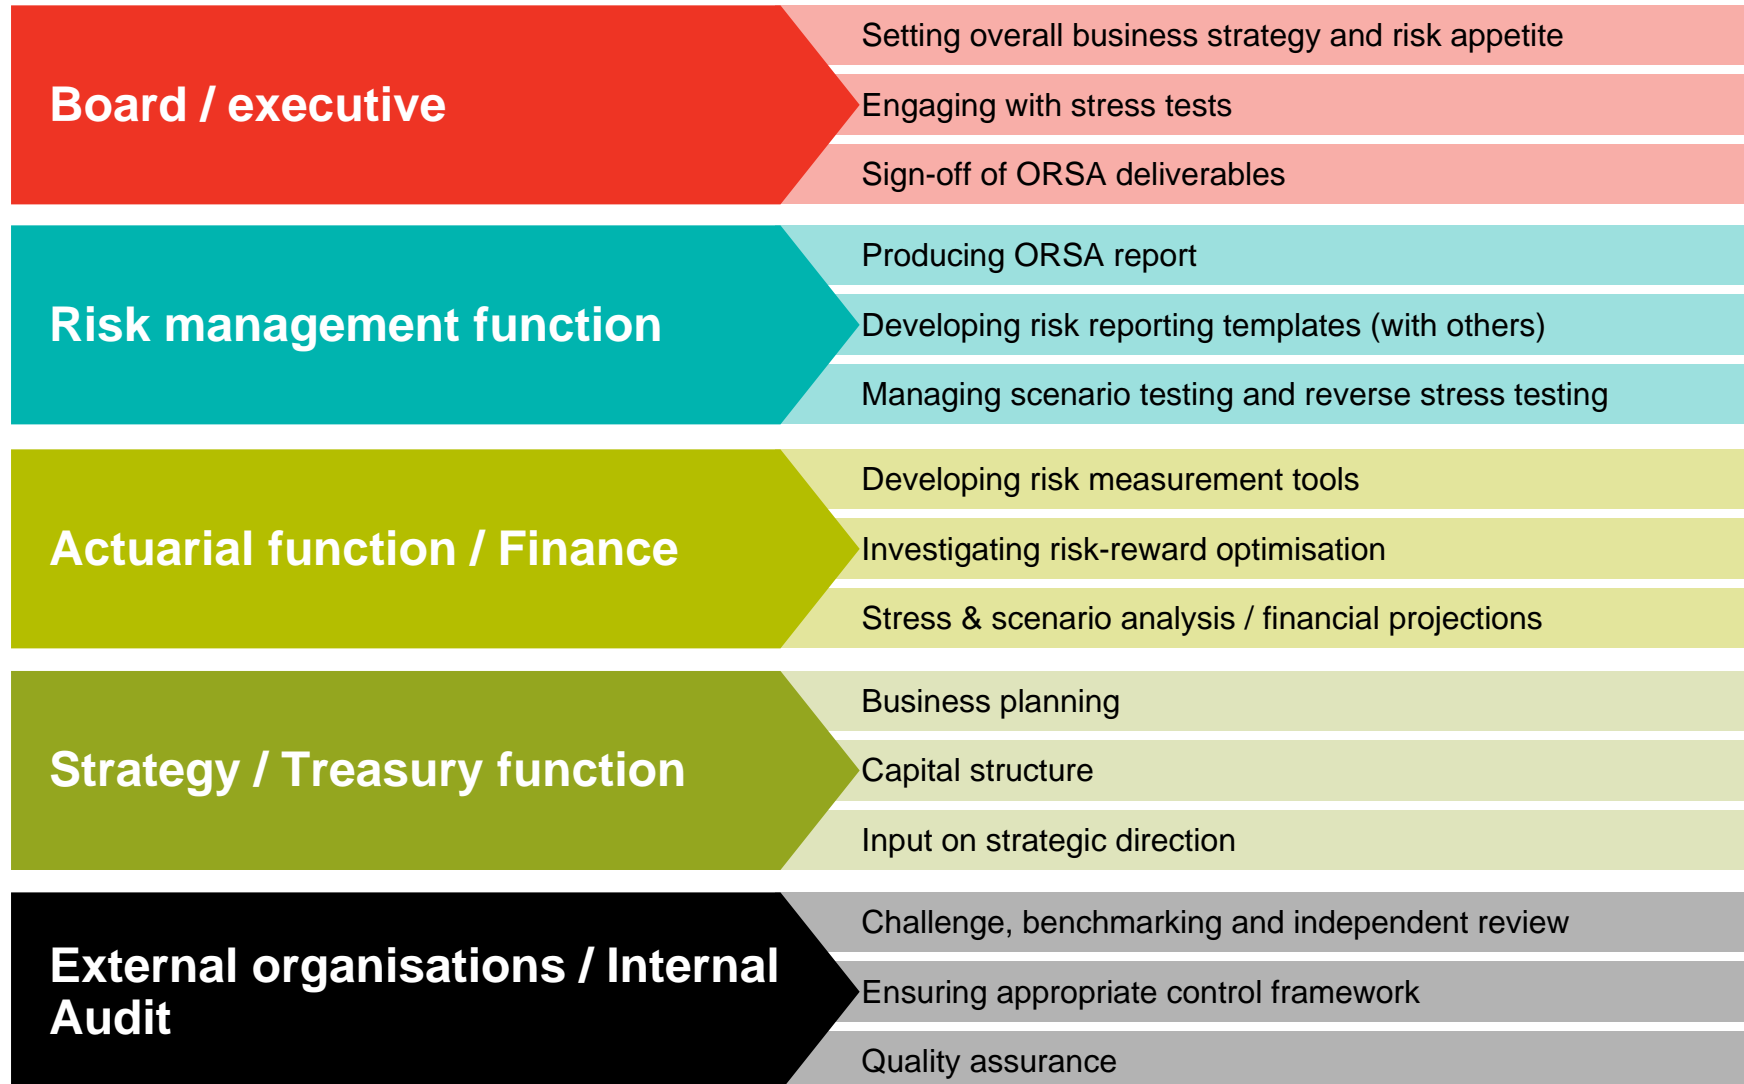 Board / executive
Setting overall business strategy and risk appetite
Engaging with stress tests
Sign-off of ORSA deliverables
Risk management function
Producing ORSA report
Developing risk reporting templates (with others)
Managing scenario testing and reverse stress testing
Actuarial function / Finance
Developing risk measurement tools
Investigating risk-reward optimisation
Stress & scenario analysis / financial projections
Strategy / Treasury function
Business planning
Capital structure
Input on strategic direction
External organisations / Internal
Audit
Challenge, benchmarking and independent review
Ensuring appropriate control framework
Quality assurance